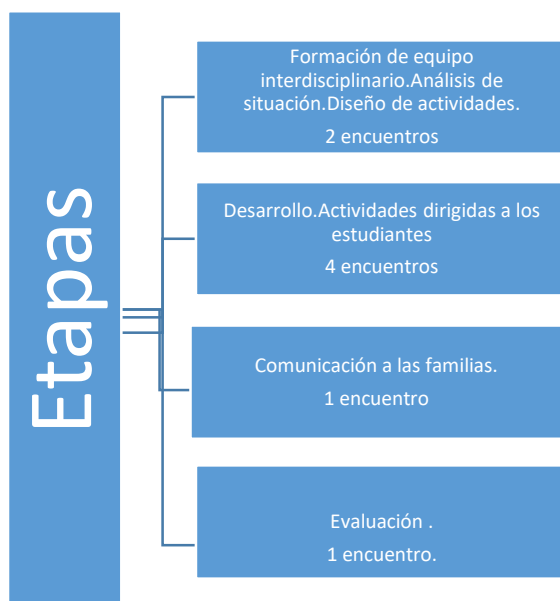 Etapas
Formación de equipo
interdisciplinario.Análisis de
situación.Diseño de actividades.
2 encuentros
Desarrollo.Actividades dirigidas a los
estudiantes
4 encuentros
Comunicación a las familias.
1 encuentro
Evaluación .
1 encuentro.